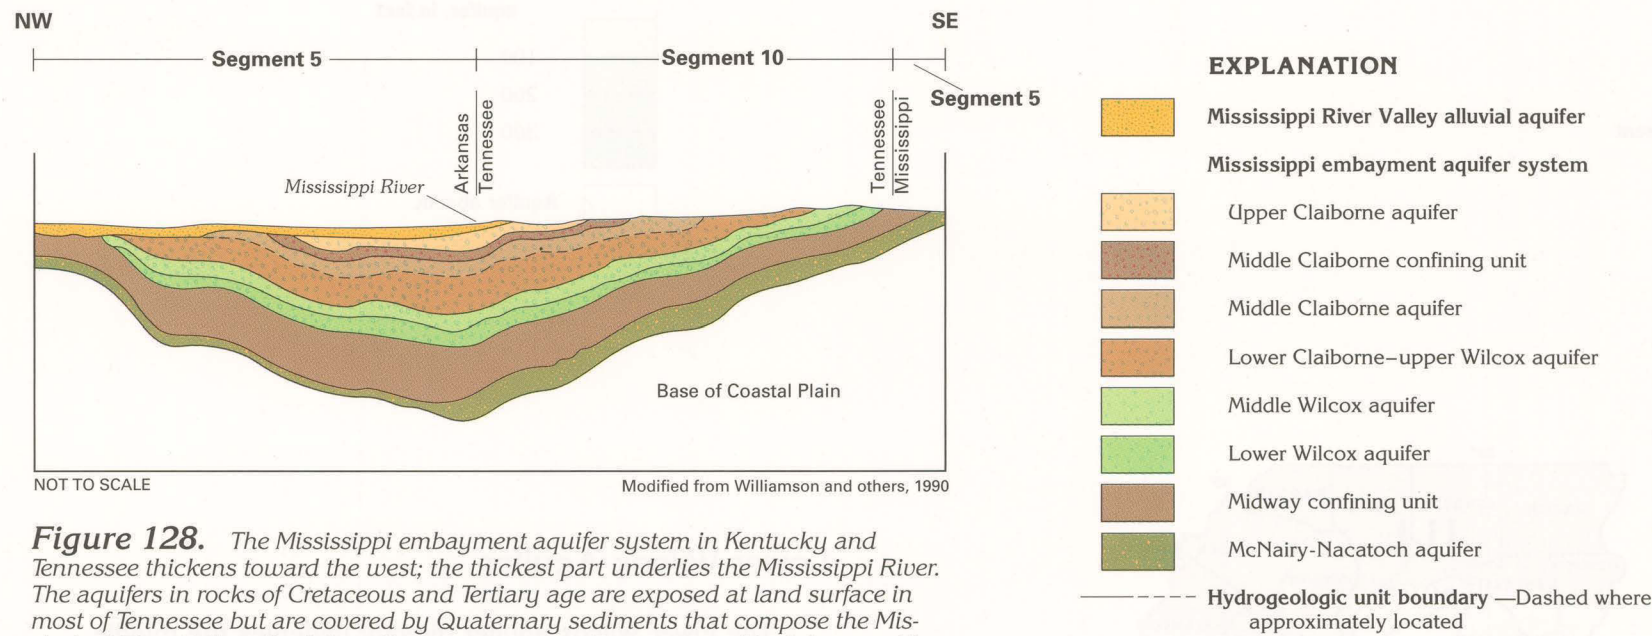 NW
SE
Segment 5
Segment 10
Segment 5
Arkansas
Tennessee
Tennessee
Mississippi
Mississippi River
Base of Coastal Plain
NOT TO SCALE
Modified from Williamson and others, 1990
Figure 128. The Mississippi embayment aquifer system in Kentucky and
Tennessee thickens toward the west; the thickest part underlies the Mississippi River.
The aquifers in rocks of Cretaceous and Tertiary age are exposed at land surface in
most of Tennessee but are covered by Quaternary sediments that compose the Mis-
EXPLANATION
Mississippi River Valley alluvial aquifer
Mississippi embayment aquifer system
Upper Claiborne aquifer
Middle Claiborne confining unit
Middle Claiborne aquifer
Lower Claiborne–upper Wilcox aquifer
Middle Wilcox aquifer
Lower Wilcox aquifer
Midway confining unit
McNairy-Nacatoch aquifer
Hydrogeologic unit boundary —Dashed where
approximately located